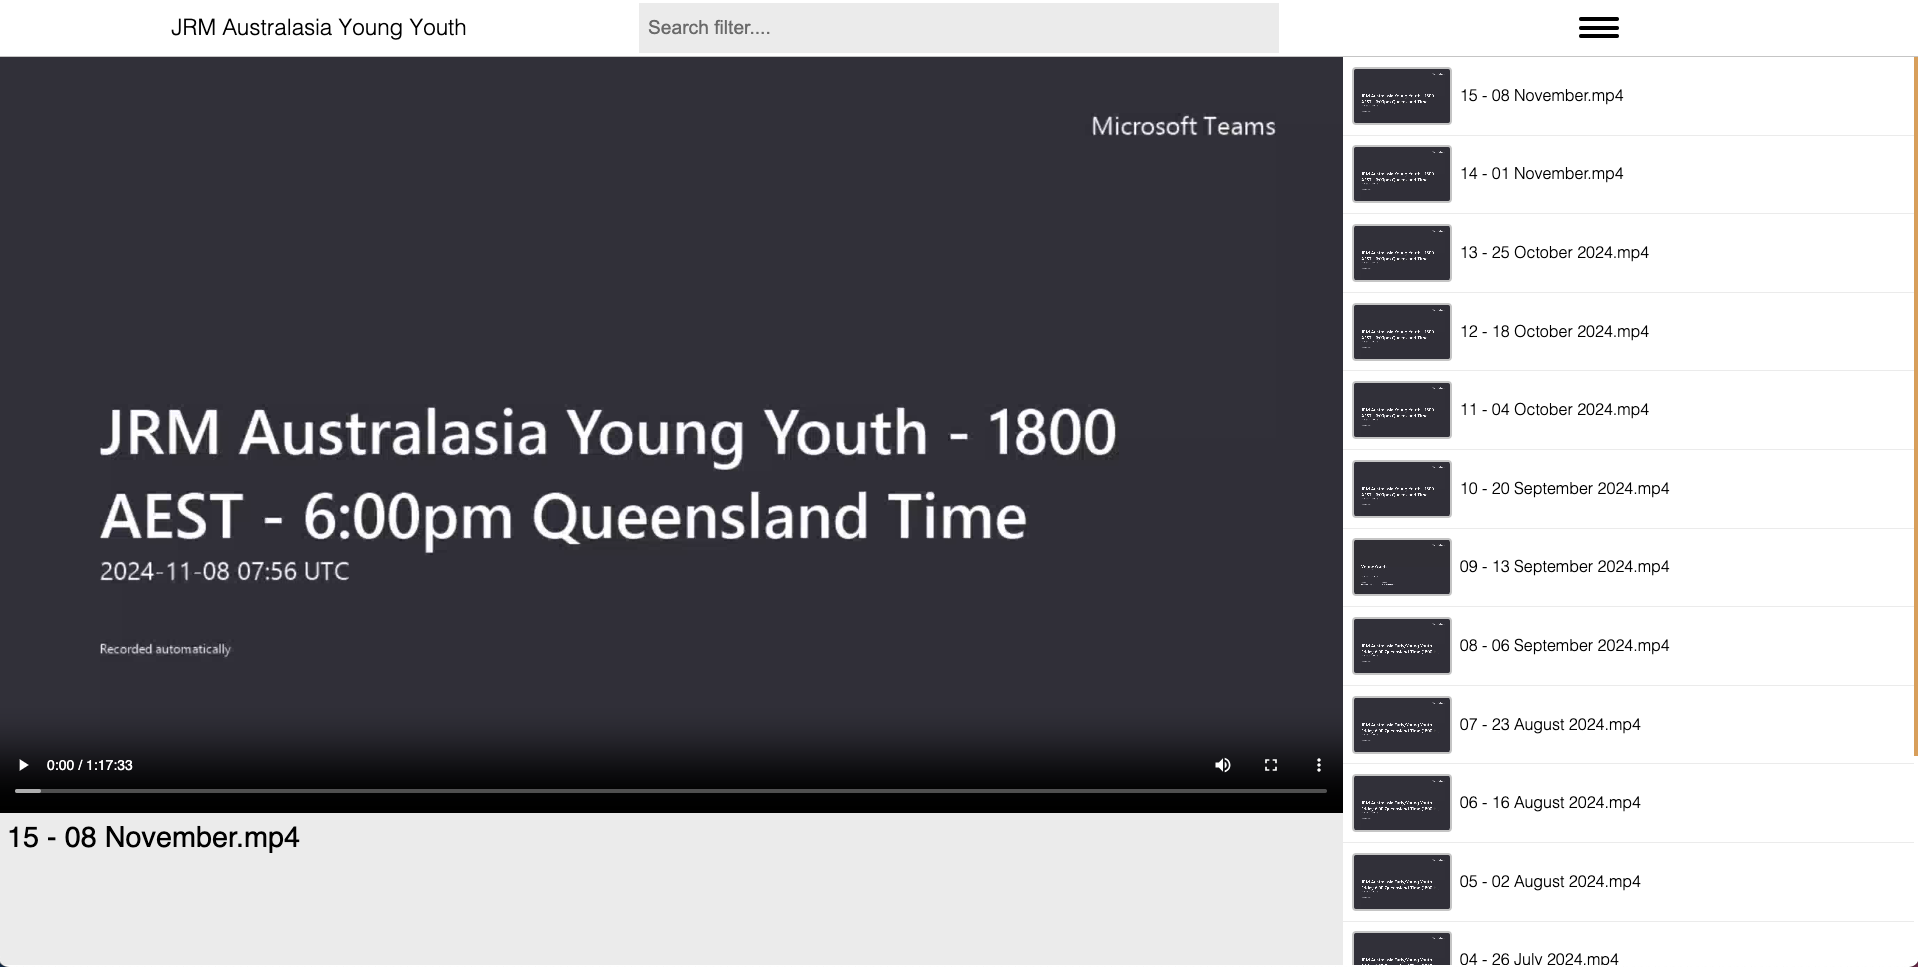 JRM Australasia Young Youth
Search filter....
Microsoft Teams
JRM Australasia Young Youth - 1800
AEST - 6:00pm Queensland Time
2024-11-08 07:56 UTC
Recorded automatically
0:00 / 1:17:33
15 - 08 November.mp4
15 - 08 November.mp4
14 - 01 November.mp4
13 - 25 October 2024.mp4
12 - 18 October 2024.mp4
11 - 04 October 2024.mp4
10 - 20 September 2024.mp4
09 - 13 September 2024.mp4
08 - 06 September 2024.mp4
07 - 23 August 2024.mp4
06 - 16 August 2024.mp4
05 - 02 August 2024.mp4
04 - 26 July 2024.mp4